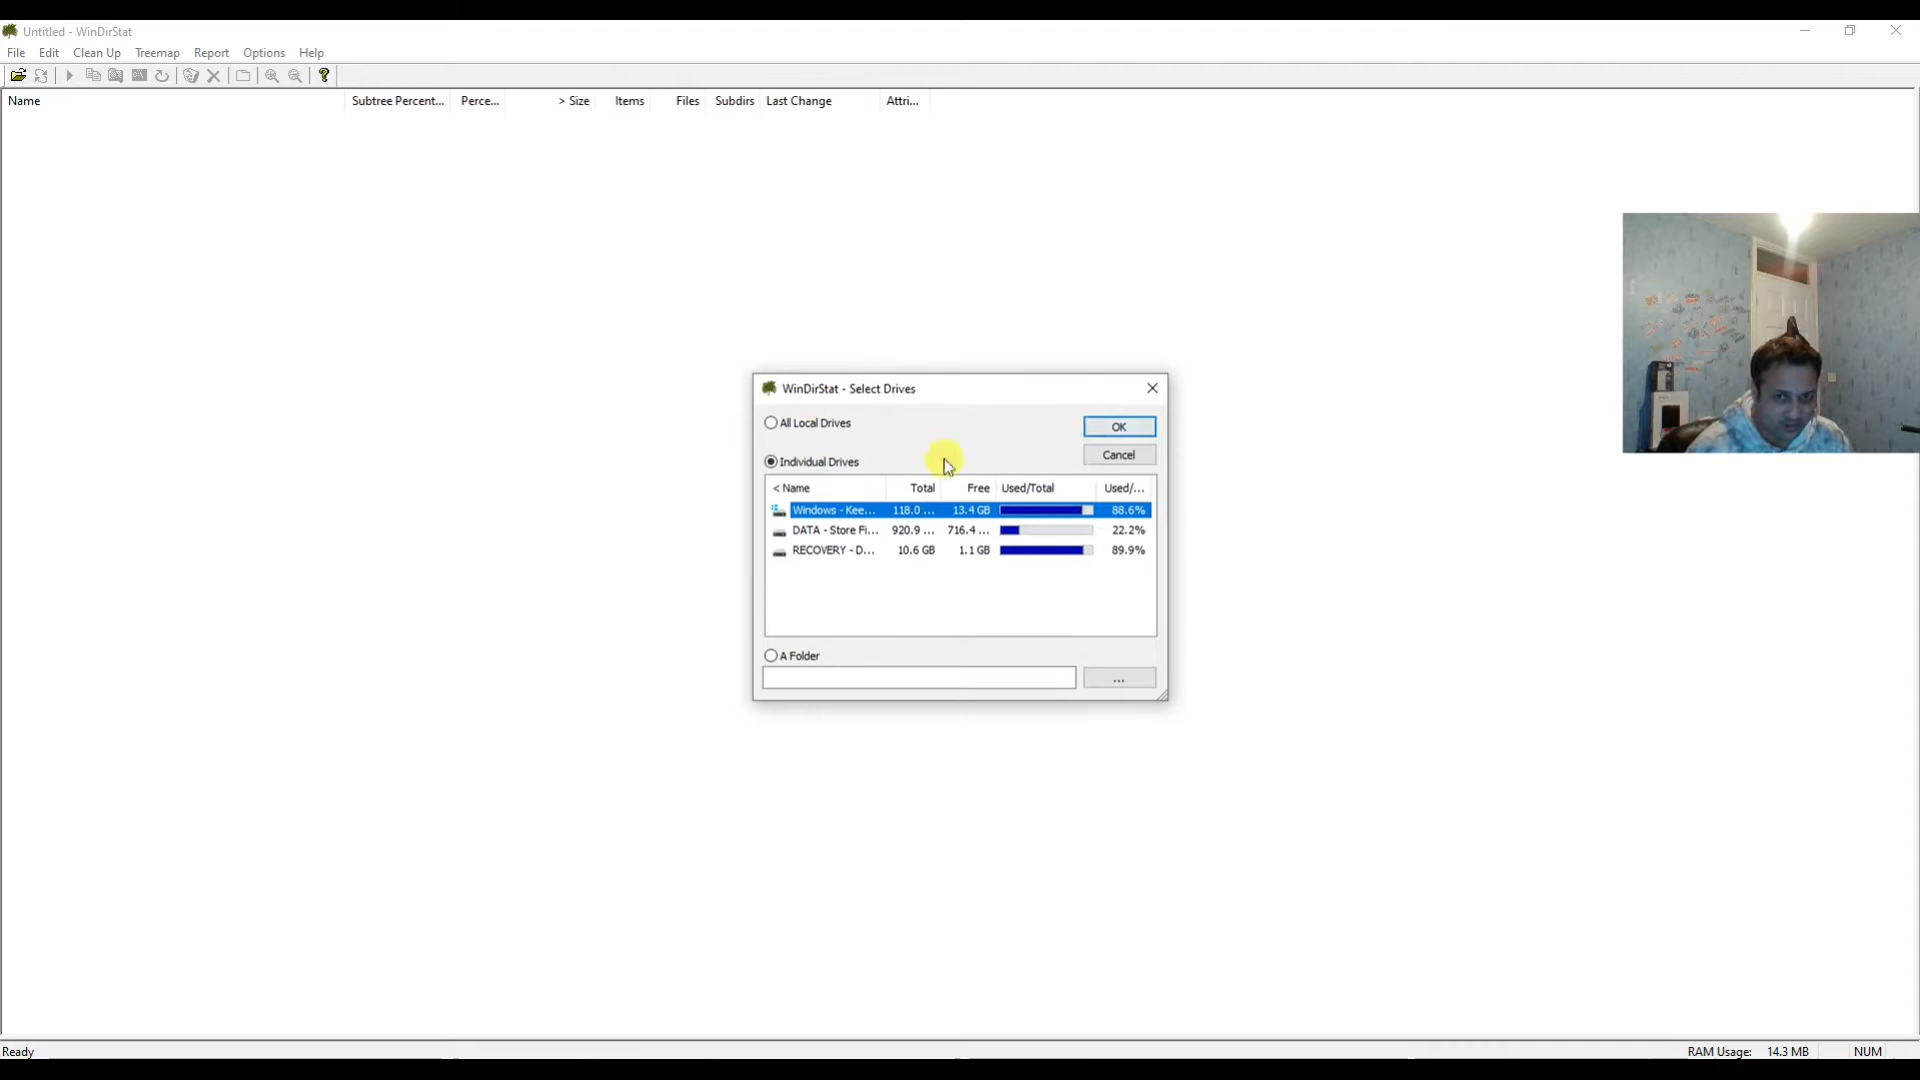 Untitled - WinDirStat
File Edit Clean Up Treemap Report Options Help
Name Subtree Percent... Perce... > Size Items Files Subdirs Last Change Attri...
WinDirStat - Select Drives
All Local Drives
OK
Individual Drives
Cancel
< Name Total Free Used/Total Used/...
Windows - Kee... 118.0 ... 13.4 GB 88.6%
DATA - Store Fi... 920.9 ... 716.4 ... 22.2%
RECOVERY - D... 10.6 GB 1.1 GB 89.9%
A Folder
...
Ready RAM Usage: 14.3 MB NUM